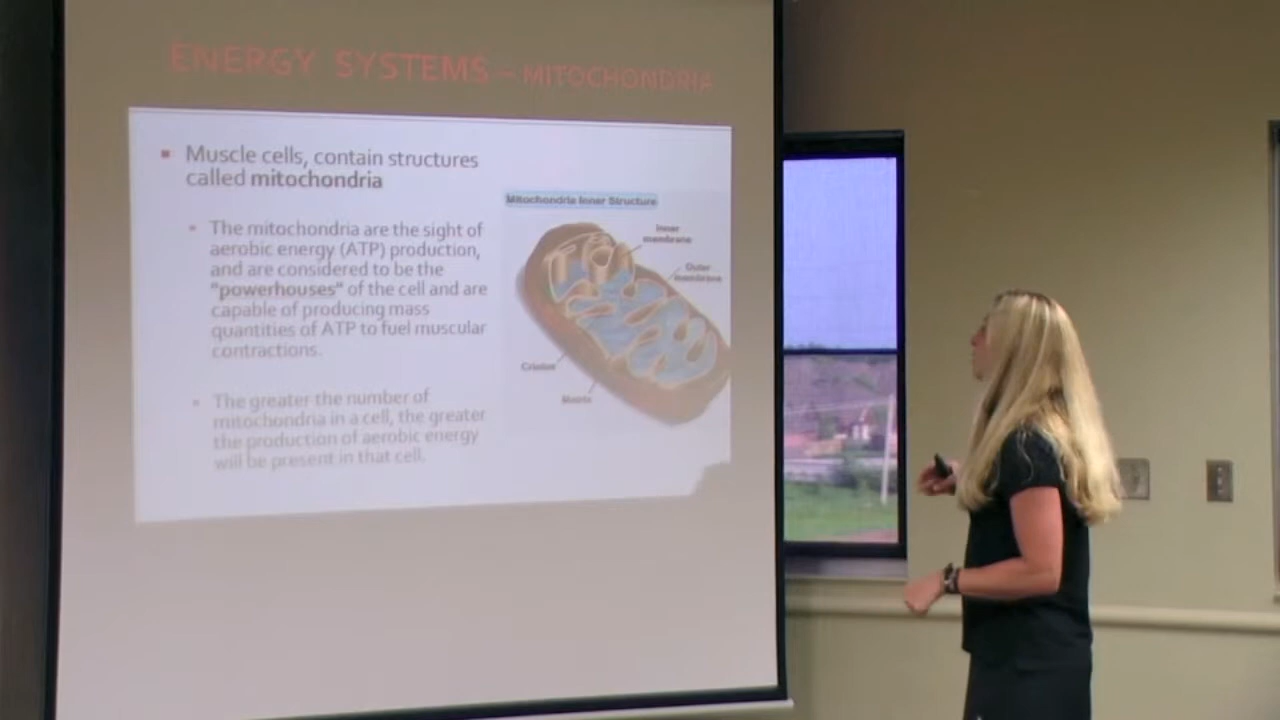 ENERGY SYSTEMS – MITOCHONDRIA
Muscle cells, contain structures
called mitochondria
The mitochondria are the sight of
aerobic energy (ATP) production,
and are considered to be the
"powerhouses" of the cell and are
capable of producing mass
quantities of ATP to fuel muscular
contractions.
The greater the number of
mitochondria in a cell, the greater
the production of aerobic energy
will be present in that cell.
Mitochondria Inner Structure
Inner
membrane
Outer
membrane
Cristae
Matrix